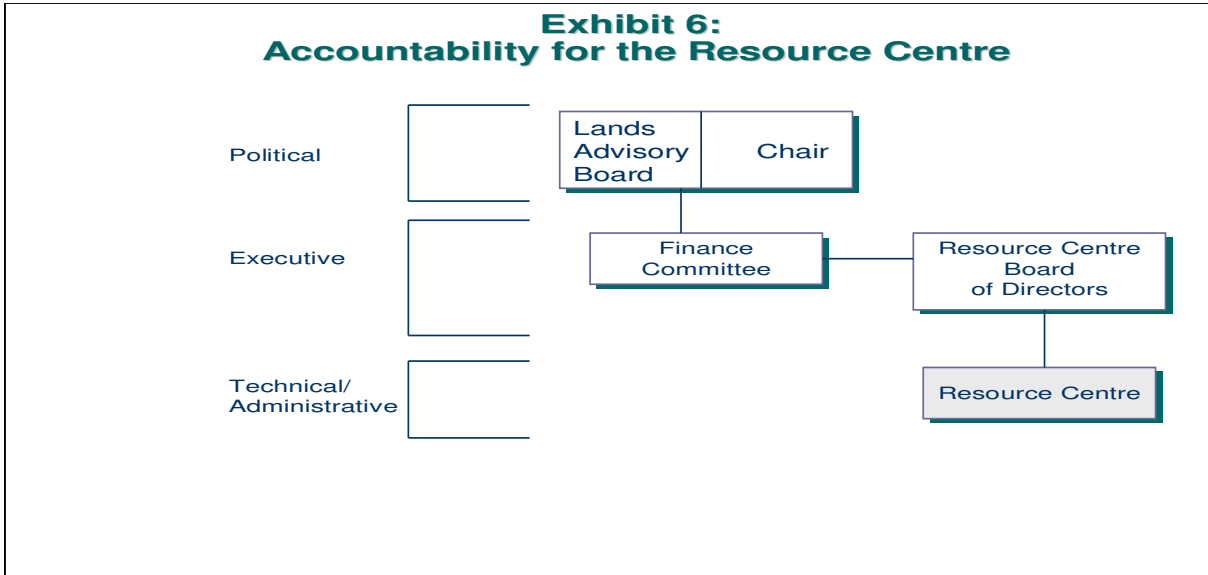 Exhibit 6:
Accountability for the Resource Centre
Political
Lands
Advisory
Board
Chair
Executive
Finance
Committee
Resource Centre
Board
of Directors
Technical/
Administrative
Resource Centre